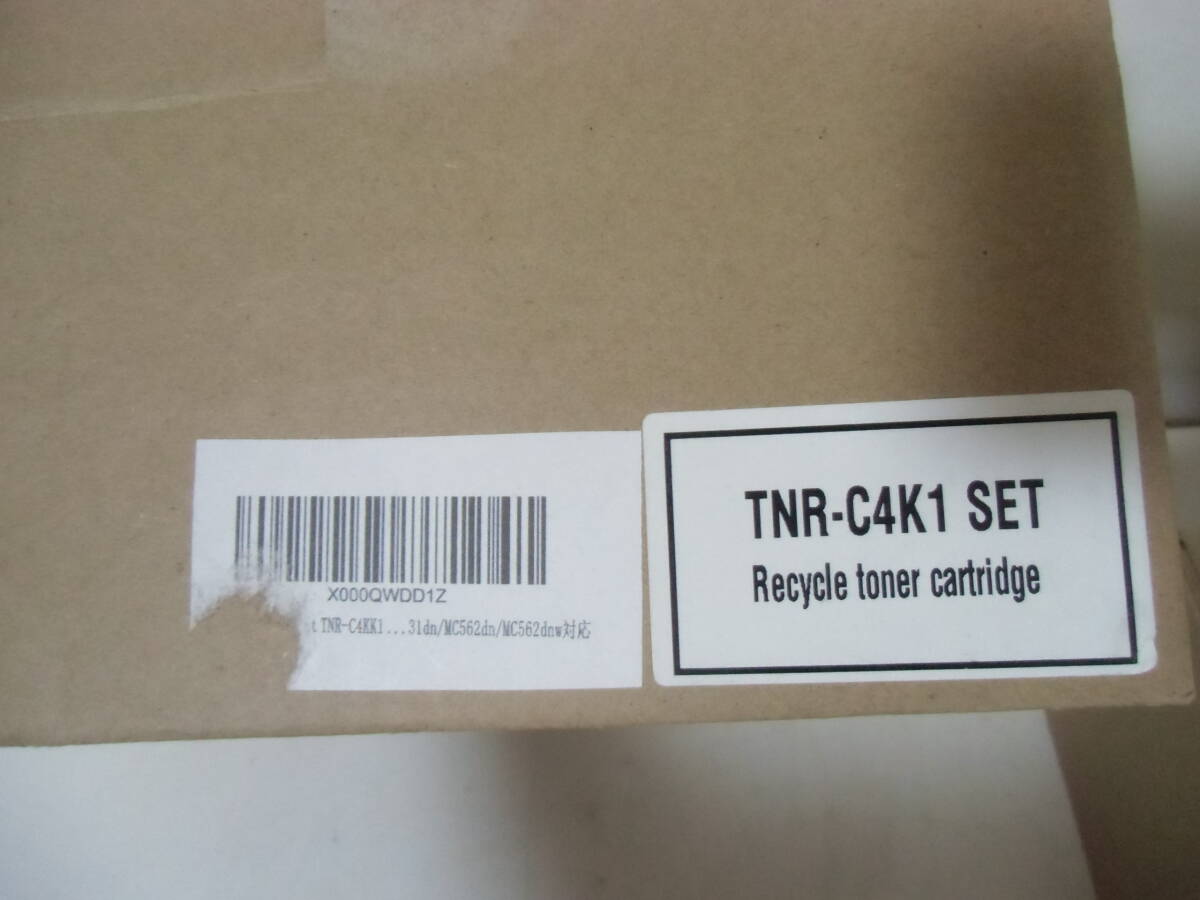 X000QWDD1Z
t TNR-C4KK1...31dn/MC562dn/MC562dnw対応
TNR-C4K1 SET
Recycle toner cartridge